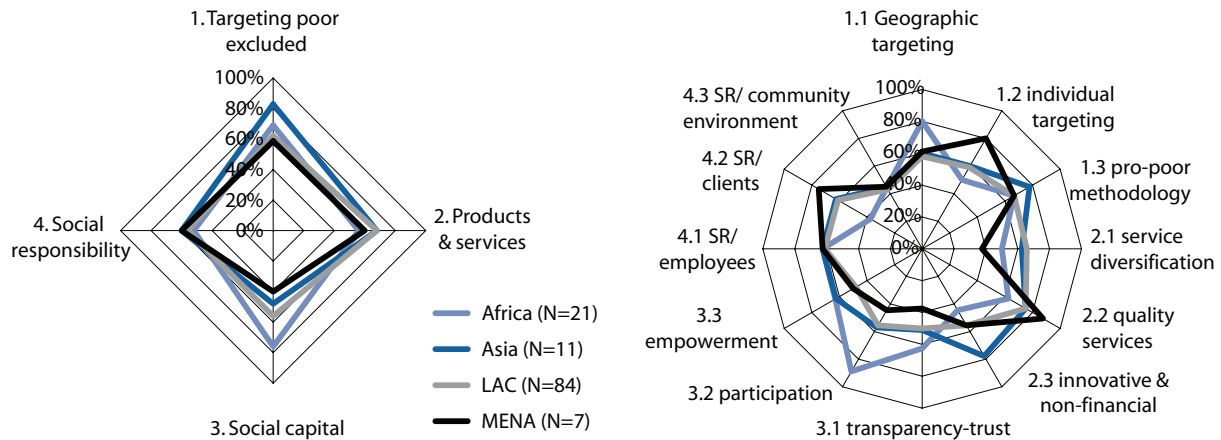 1. Targeting poor
excluded
100%
80%
60%
40%
20%
0%
2. Products
& services
3. Social capital
4. Social
responsibility
Africa (N=21)
Asia (N=11)
LAC (N=84)
MENA (N=7)
1.1 Geographic
targeting
100%
80%
60%
40%
20%
0%
1.2 individual
targeting
1.3 pro-poor
methodology
2.1 service
diversification
2.2 quality
services
2.3 innovative &
non-financial
3.1 transparency-trust
3.2 participation
3.3
empowerment
4.1 SR/
employees
4.2 SR/
clients
4.3 SR/ community
environment